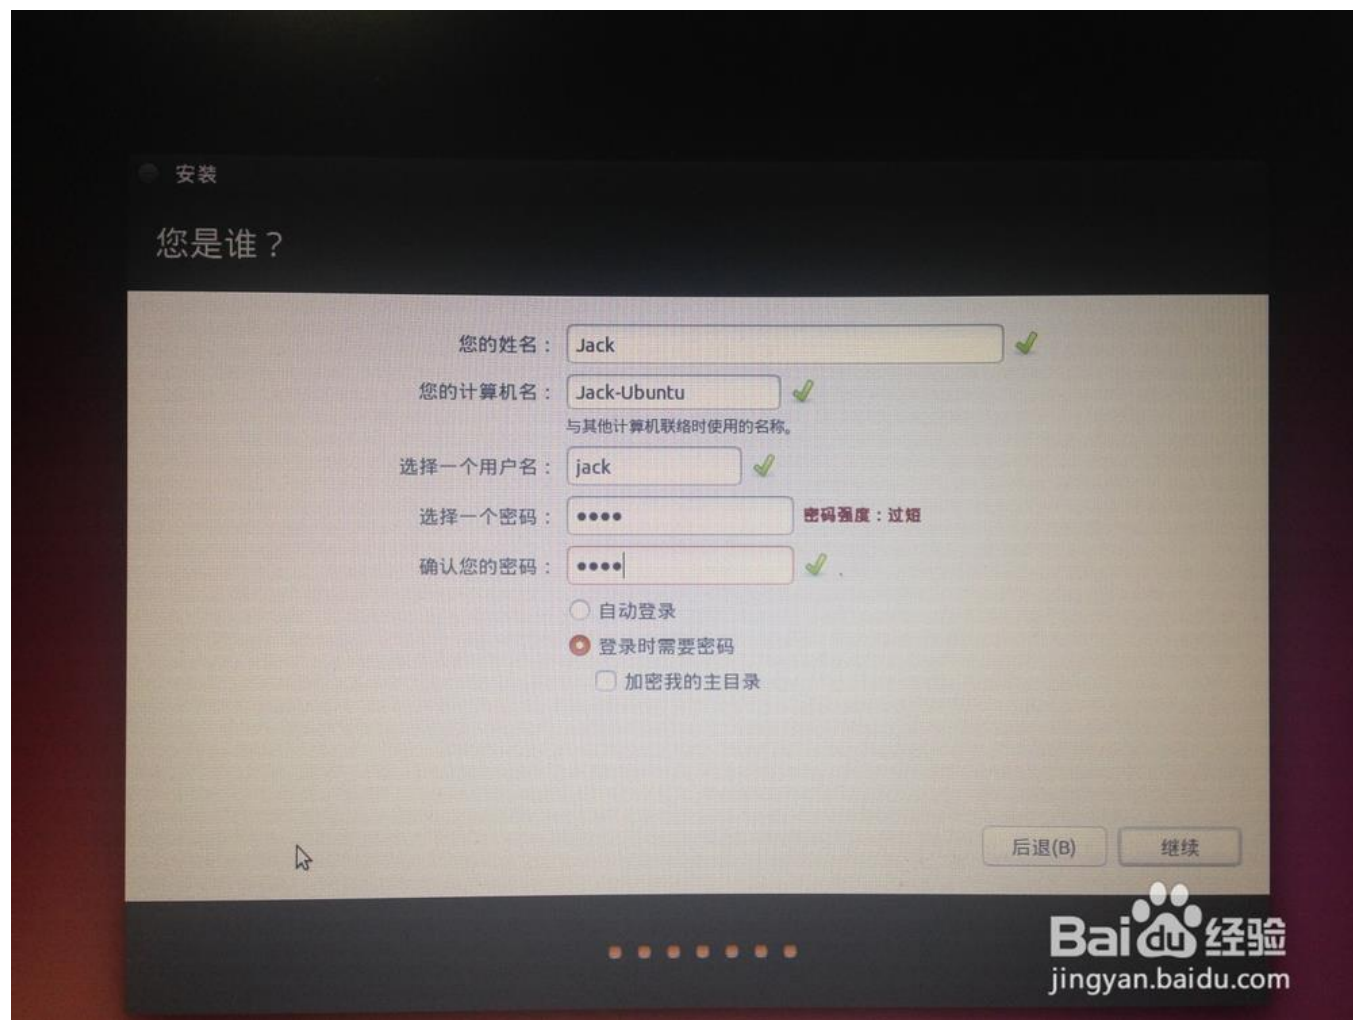 安装
您是谁？
您的姓名： Jack
您的计算机名： Jack-Ubuntu
与其他计算机联络时使用的名称。
选择一个用户名： jack
选择一个密码： ●●●● 密码强度：过短
确认您的密码： ●●●●
自动登录
登录时需要密码
加密我的主目录
后退(B) 继续
Bai du 经验
jingyan.baidu.com